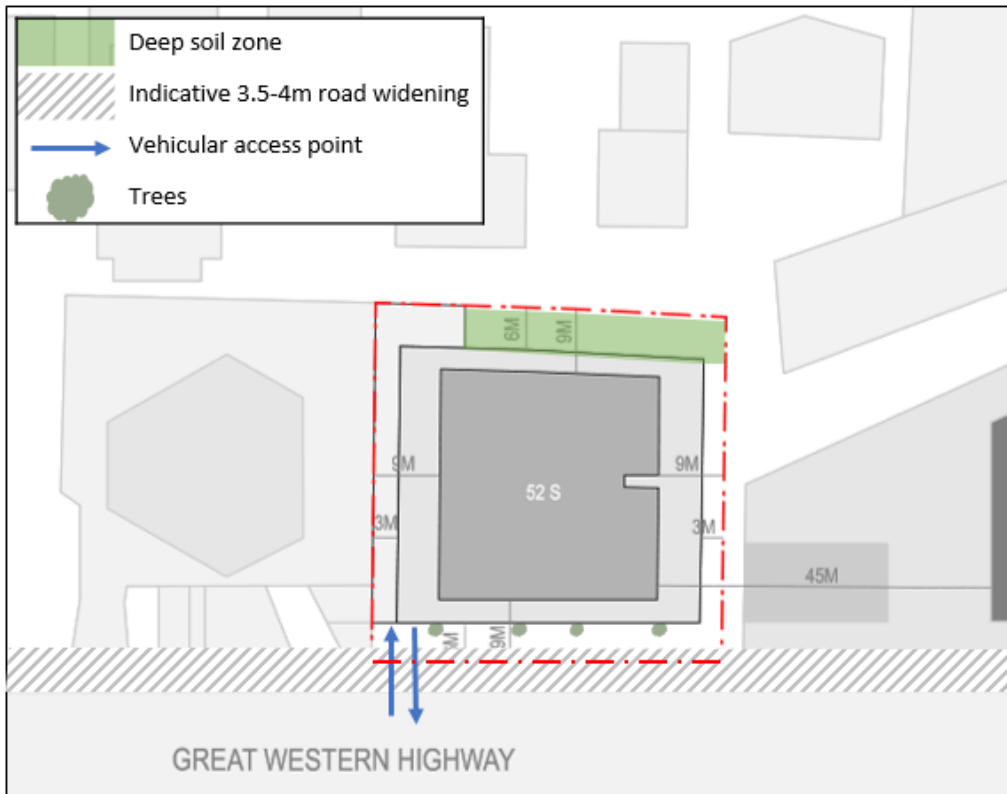 Deep soil zone
Indicative 3.5-4m road widening
Vehicular access point
Trees
6M
9M
9M
52 S
9M
3M
3M
45M
9M
GREAT WESTERN HIGHWAY